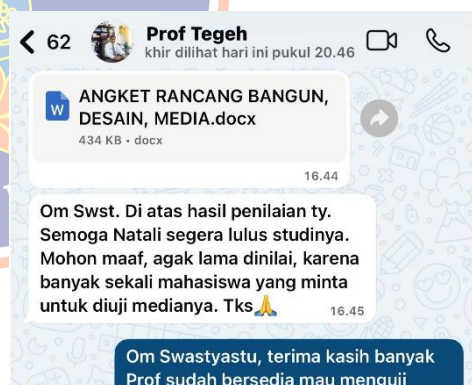 62
Prof Tegeh
khir dilihat hari ini pukul 20.46
W
ANGKET RANCANG BANGUN,
DESAIN, MEDIA.docx
434 KB • docx
16.44
Om Swst. Di atas hasil penilaian ty.
Semoga Natali segera lulus studinya.
Mohon maaf, agak lama dinilai, karena
banyak sekali mahasiswa yang minta
untuk diuji medianya. Tks🙏
16.45
Om Swastyastu, terima kasih banyak
Prof sudah bersedia mau menguji